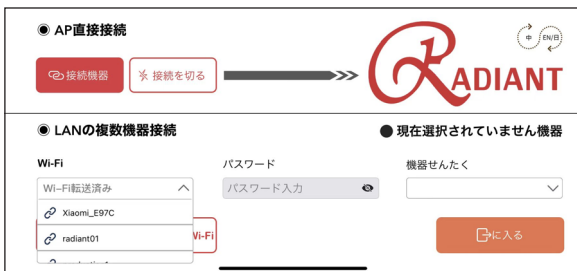 ◉ AP直接接続
接続機器
接続を切る
RADIANT
中
EN/日
◉ LANの複数機器接続
● 現在選択されていません機器
Wi-Fi
パスワード
機器せんたく
Wi-Fi転送済み
パスワード入力
Xiaomi_E97C
radiant01
Wi-Fi
に入る